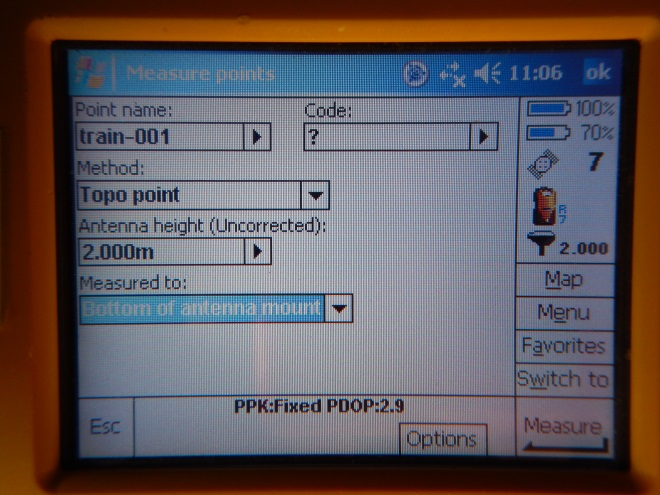 Measure points 11:06 ok
Point name: Code: 100%
train-001 ? 70%
Method: 7
Topo point
R
7
Antenna height (Uncorrected):
2.000m 2.000
Measured to: Map
Bottom of antenna mount Menu
Favorites
Switch to
PPK:Fixed PDOP:2.9
Esc Options Measure